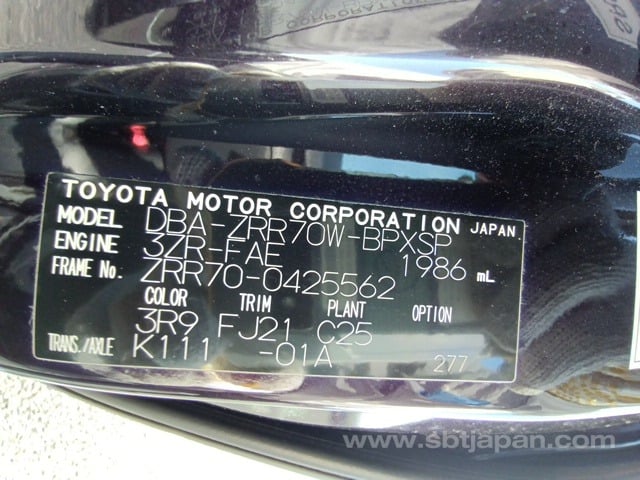 TOYOTA MOTOR CORPORATION JAPAN
MODEL DBA-ZRR70W-BPXSP
ENGINE 3ZR-FAE 1986 mL
FRAME No. ZRR70-0425562
COLOR TRIM PLANT OPTION
3R9 FJ21 C25
TRANS./AXLE K111 -01A 277
www.sbtjapan.com